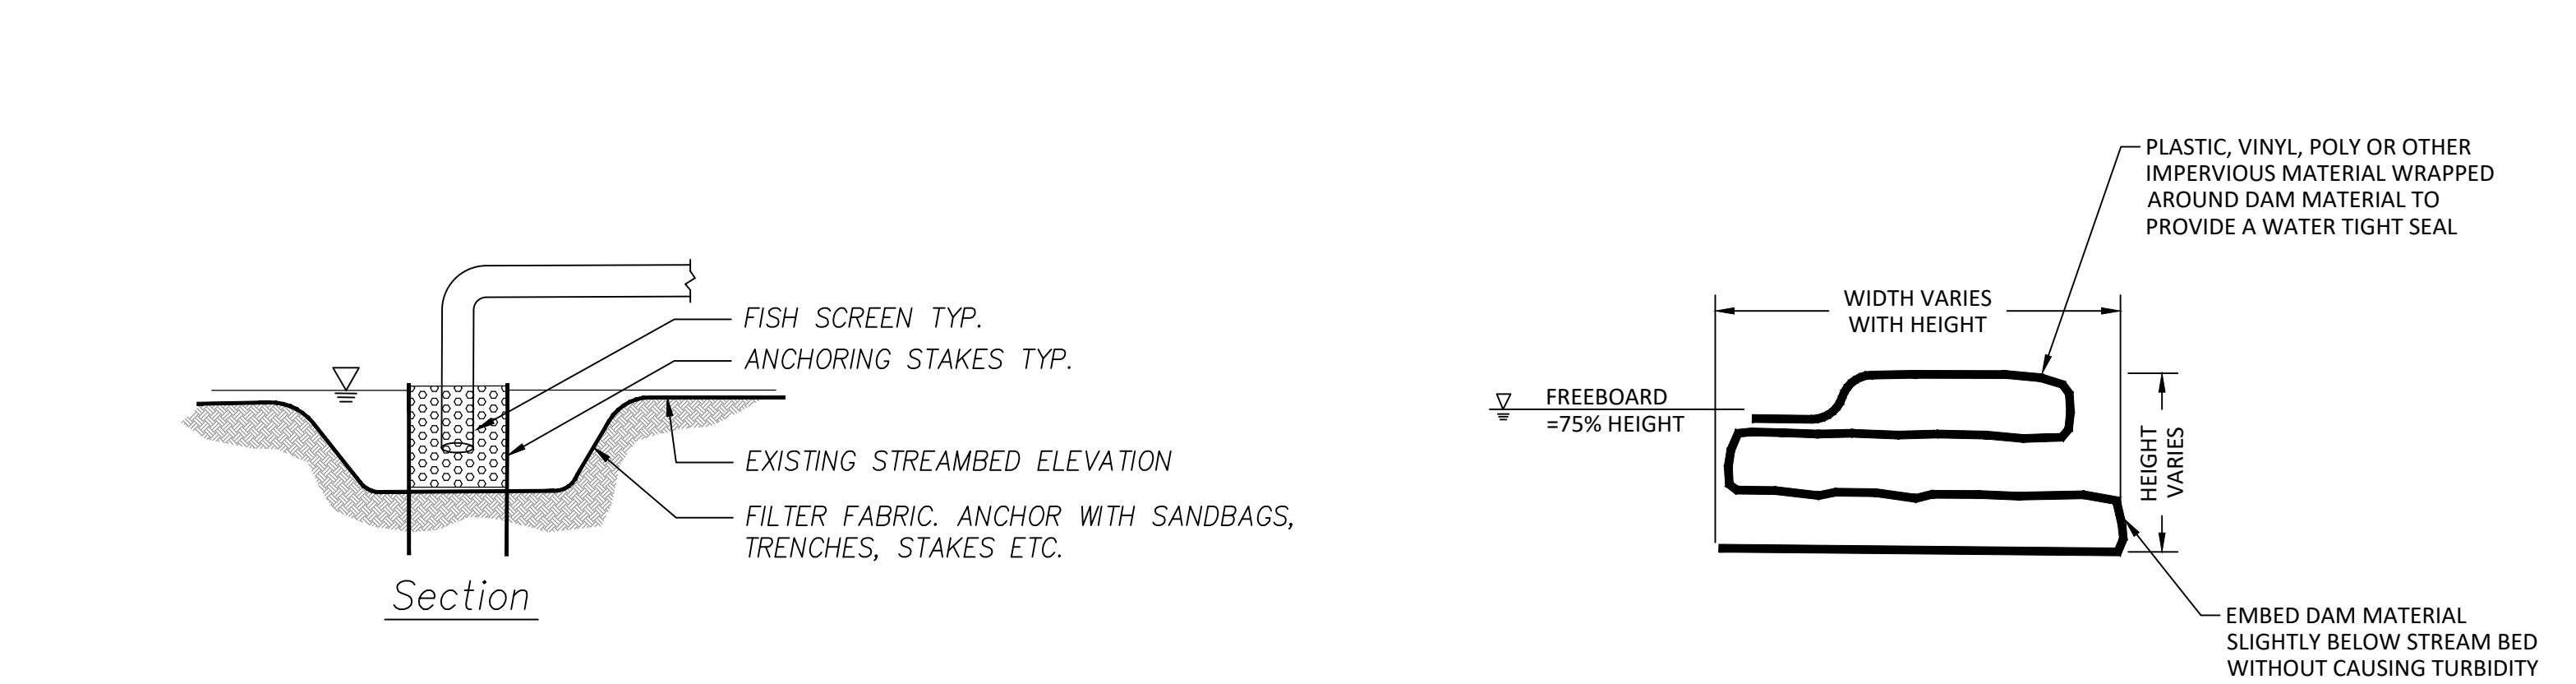 FISH SCREEN TYP.
ANCHORING STAKES TYP.
EXISTING STREAMBED ELEVATION
FILTER FABRIC. ANCHOR WITH SANDBAGS,
TRENCHES, STAKES ETC.
Section
PLASTIC, VINYL, POLY OR OTHER
IMPERVIOUS MATERIAL WRAPPED
AROUND DAM MATERIAL TO
PROVIDE A WATER TIGHT SEAL
WIDTH VARIES
WITH HEIGHT
FREEBOARD
=75% HEIGHT
HEIGHT
VARIES
EMBED DAM MATERIAL
SLIGHTLY BELOW STREAM BED
WITHOUT CAUSING TURBIDITY